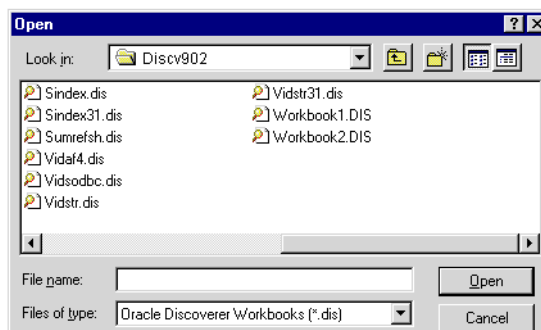 Open
Look in: Discv902
Sindex.dis Vidstr31.dis
Sindex31.dis Workbook1.DIS
Sumrefsh.dis Workbook2.DIS
Vidaf4.dis
Vidsodbc.dis
Vidstr.dis
File name: Open
Files of type: Oracle Discoverer Workbooks (*.dis) Cancel